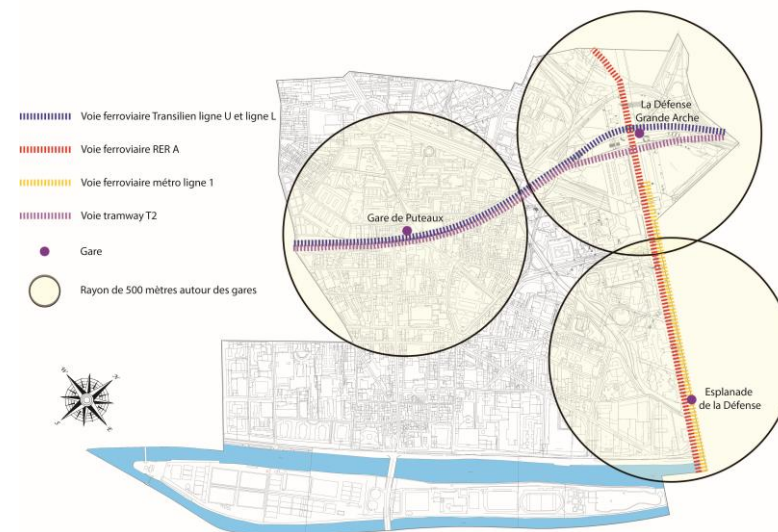 Voie ferroviaire Transilien ligne U et ligne L
Voie ferroviaire RER A
Voie ferroviaire métro ligne 1
Voie tramway T2
Gare
Rayon de 500 mètres autour des gares
La Défense
Grande Arche
Gare de Puteaux
Esplanade
de la Défense